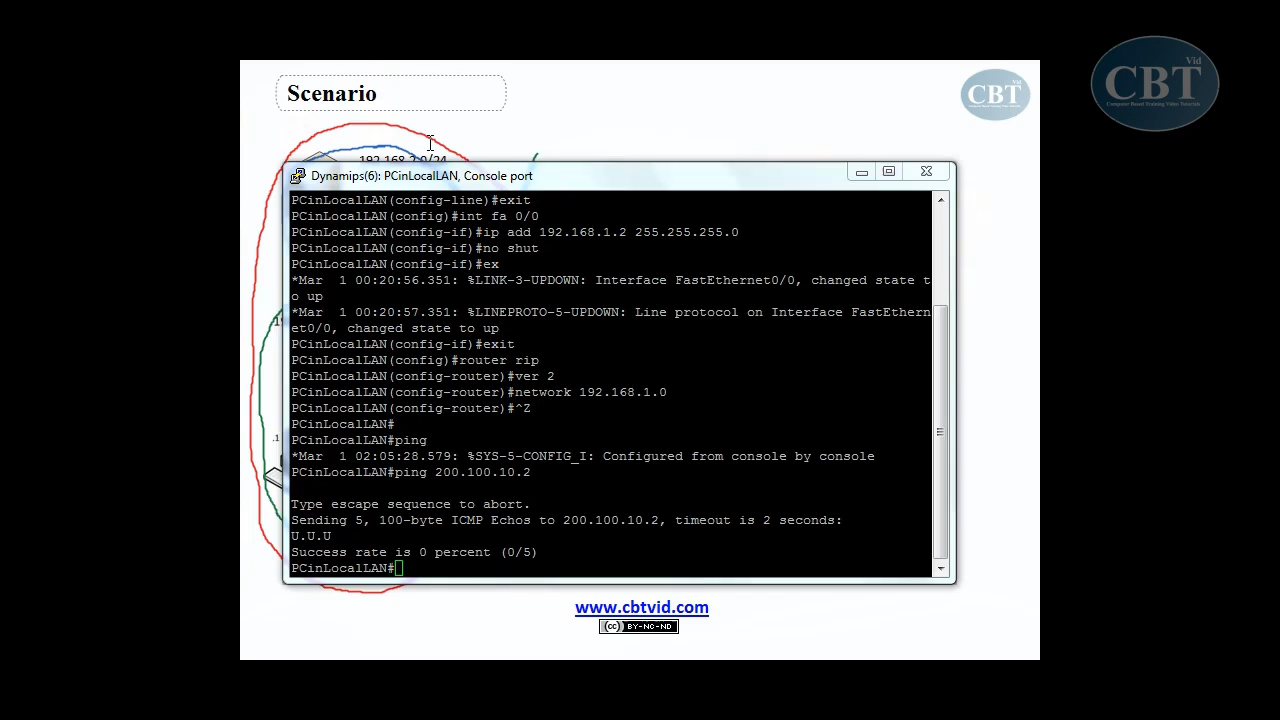 Vid
CBT
Computer Based Training Video Tutorials
Scenario
Vid
CBT
192.168.2.0/24
Dynamips(6): PCinLocalLAN, Console port
PCinLocalLAN(config-line)#exit
PCinLocalLAN(config)#int fa 0/0
PCinLocalLAN(config-if)#ip add 192.168.1.2 255.255.255.0
PCinLocalLAN(config-if)#no shut
PCinLocalLAN(config-if)#ex
*Mar  1 00:20:56.351: %LINK-3-UPDOWN: Interface FastEthernet0/0, changed state t
o up
*Mar  1 00:20:57.351: %LINEPROTO-5-UPDOWN: Line protocol on Interface FastEthern
et0/0, changed state to up
PCinLocalLAN(config-if)#exit
PCinLocalLAN(config)#router rip
PCinLocalLAN(config-router)#ver 2
PCinLocalLAN(config-router)#network 192.168.1.0
PCinLocalLAN(config-router)#^Z
PCinLocalLAN#
PCinLocalLAN#ping
*Mar  1 02:05:28.579: %SYS-5-CONFIG_I: Configured from console by console
PCinLocalLAN#ping 200.100.10.2
Type escape sequence to abort.
Sending 5, 100-byte ICMP Echos to 200.100.10.2, timeout is 2 seconds:
U.U.U
Success rate is 0 percent (0/5)
PCinLocalLAN#
.1
www.cbtvid.com
cc BY-NC-ND